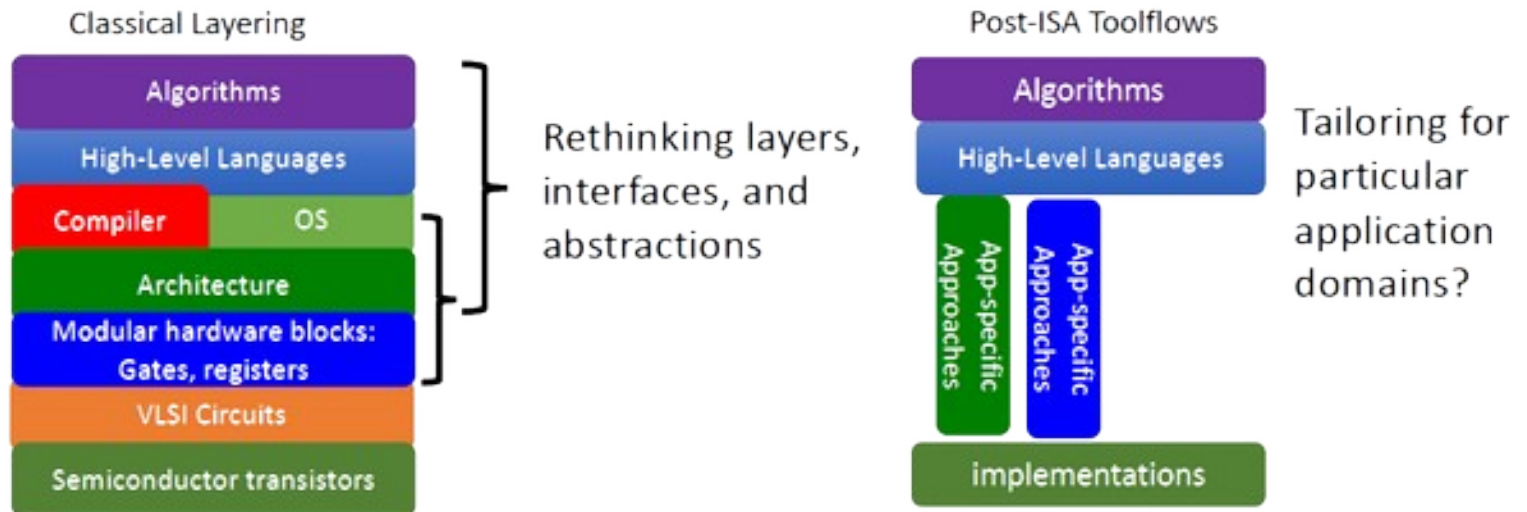 Classical Layering
Algorithms
High-Level Languages
Compiler
OS
Architecture
Modular hardware blocks:
Gates, registers
VLSI Circuits
Semiconductor transistors
Rethinking layers,
interfaces, and
abstractions
Post-ISA Toolflows
Algorithms
High-Level Languages
App-specific
Approaches
App-specific
Approaches
implementations
Tailoring for
particular
application
domains?